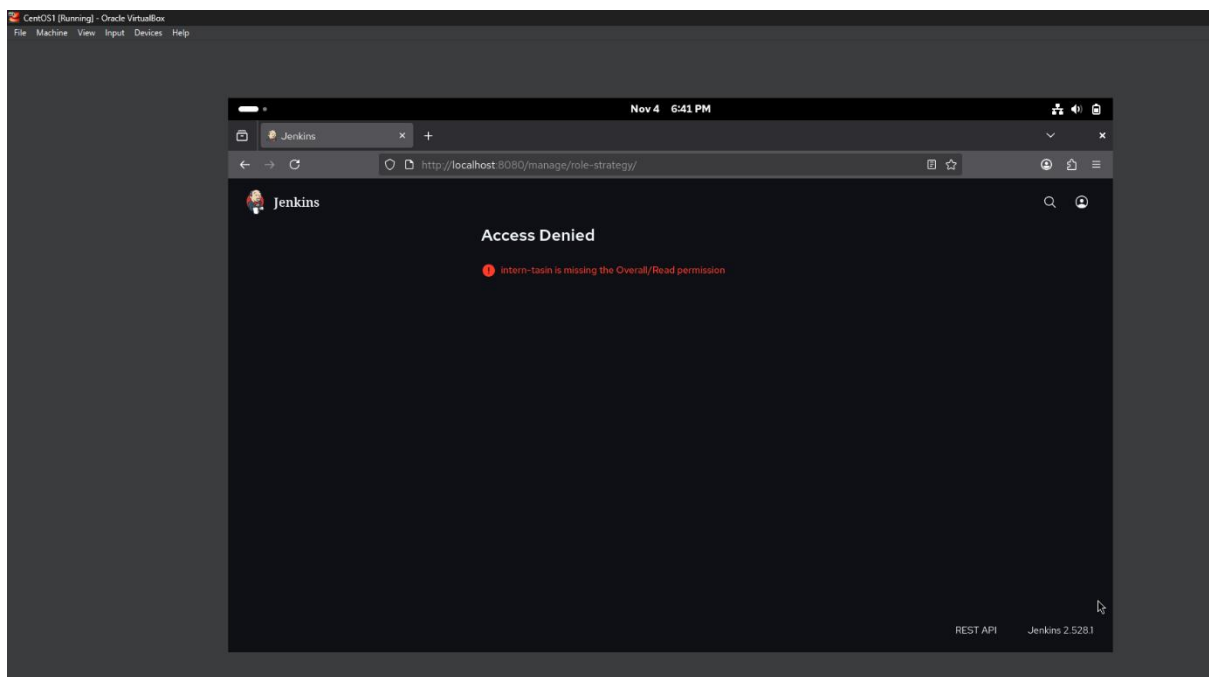 CentOS1 [Running] - Oracle VirtualBox
File Machine View Input Devices Help
Nov 4 6:41 PM
Jenkins
http://localhost:8080/manage/role-strategy/
Jenkins
Access Denied
intern-tasin is missing the Overall/Read permission
REST API Jenkins 2.528.1